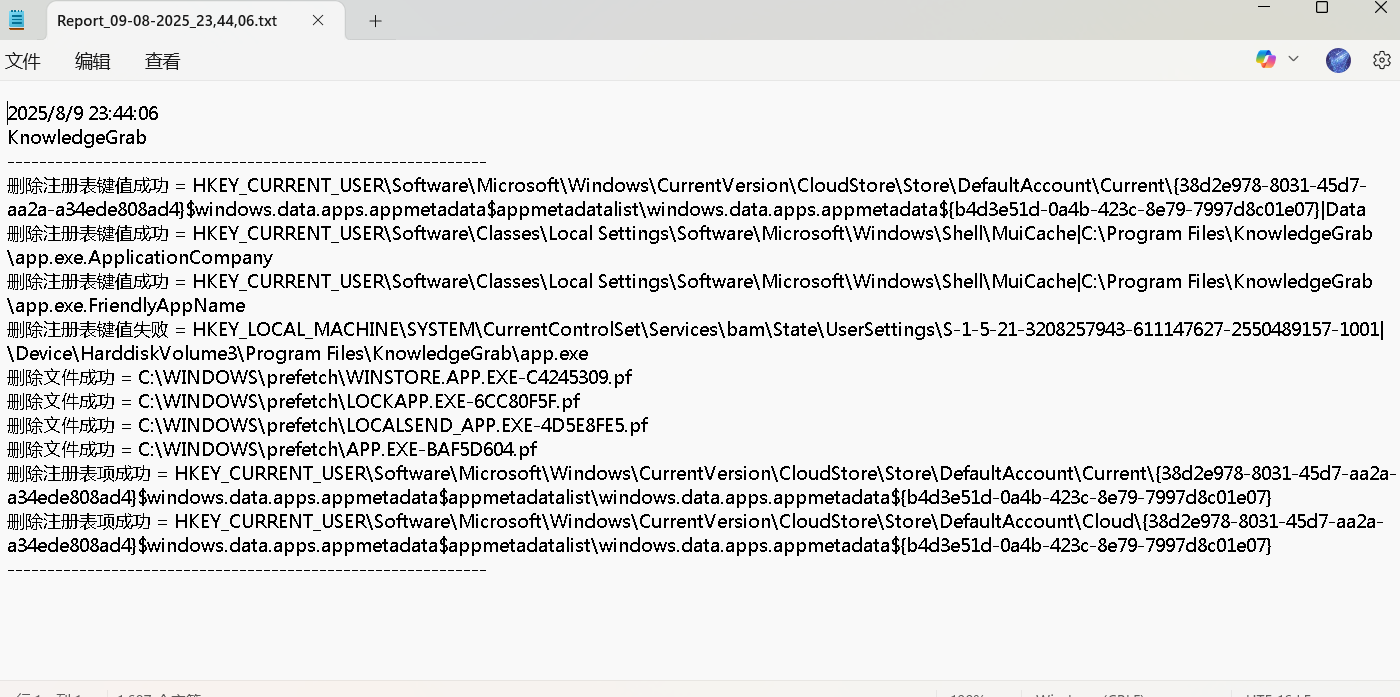 Report_09-08-2025_23,44,06.txt
文件 编辑 查看
2025/8/9 23:44:06
KnowledgeGrab
------------------------------------------------------------
删除注册表键值成功 = HKEY_CURRENT_USER\Software\Microsoft\Windows\CurrentVersion\CloudStore\Store\DefaultAccount\Current\{38d2e978-8031-45d7-
aa2a-a34ede808ad4}$windows.data.apps.appmetadata$appmetadatalist\windows.data.apps.appmetadata${b4d3e51d-0a4b-423c-8e79-7997d8c01e07}|Data
删除注册表键值成功 = HKEY_CURRENT_USER\Software\Classes\Local Settings\Software\Microsoft\Windows\Shell\MuiCache|C:\Program Files\KnowledgeGrab
\app.exe.ApplicationCompany
删除注册表键值成功 = HKEY_CURRENT_USER\Software\Classes\Local Settings\Software\Microsoft\Windows\Shell\MuiCache|C:\Program Files\KnowledgeGrab
\app.exe.FriendlyAppName
删除注册表键值失败 = HKEY_LOCAL_MACHINE\SYSTEM\CurrentControlSet\Services\bam\State\UserSettings\S-1-5-21-3208257943-611147627-2550489157-1001|
\Device\HarddiskVolume3\Program Files\KnowledgeGrab\app.exe
删除文件成功 = C:\WINDOWS\prefetch\WINSTORE.APP.EXE-C4245309.pf
删除文件成功 = C:\WINDOWS\prefetch\LOCKAPP.EXE-6CC80F5F.pf
删除文件成功 = C:\WINDOWS\prefetch\LOCALSEND_APP.EXE-4D5E8FE5.pf
删除文件成功 = C:\WINDOWS\prefetch\APP.EXE-BAF5D604.pf
删除注册表项成功 = HKEY_CURRENT_USER\Software\Microsoft\Windows\CurrentVersion\CloudStore\Store\DefaultAccount\Current\{38d2e978-8031-45d7-aa2a-
a34ede808ad4}$windows.data.apps.appmetadata$appmetadatalist\windows.data.apps.appmetadata${b4d3e51d-0a4b-423c-8e79-7997d8c01e07}
删除注册表项成功 = HKEY_CURRENT_USER\Software\Microsoft\Windows\CurrentVersion\CloudStore\Store\DefaultAccount\Cloud\{38d2e978-8031-45d7-aa2a-
a34ede808ad4}$windows.data.apps.appmetadata$appmetadatalist\windows.data.apps.appmetadata${b4d3e51d-0a4b-423c-8e79-7997d8c01e07}
------------------------------------------------------------